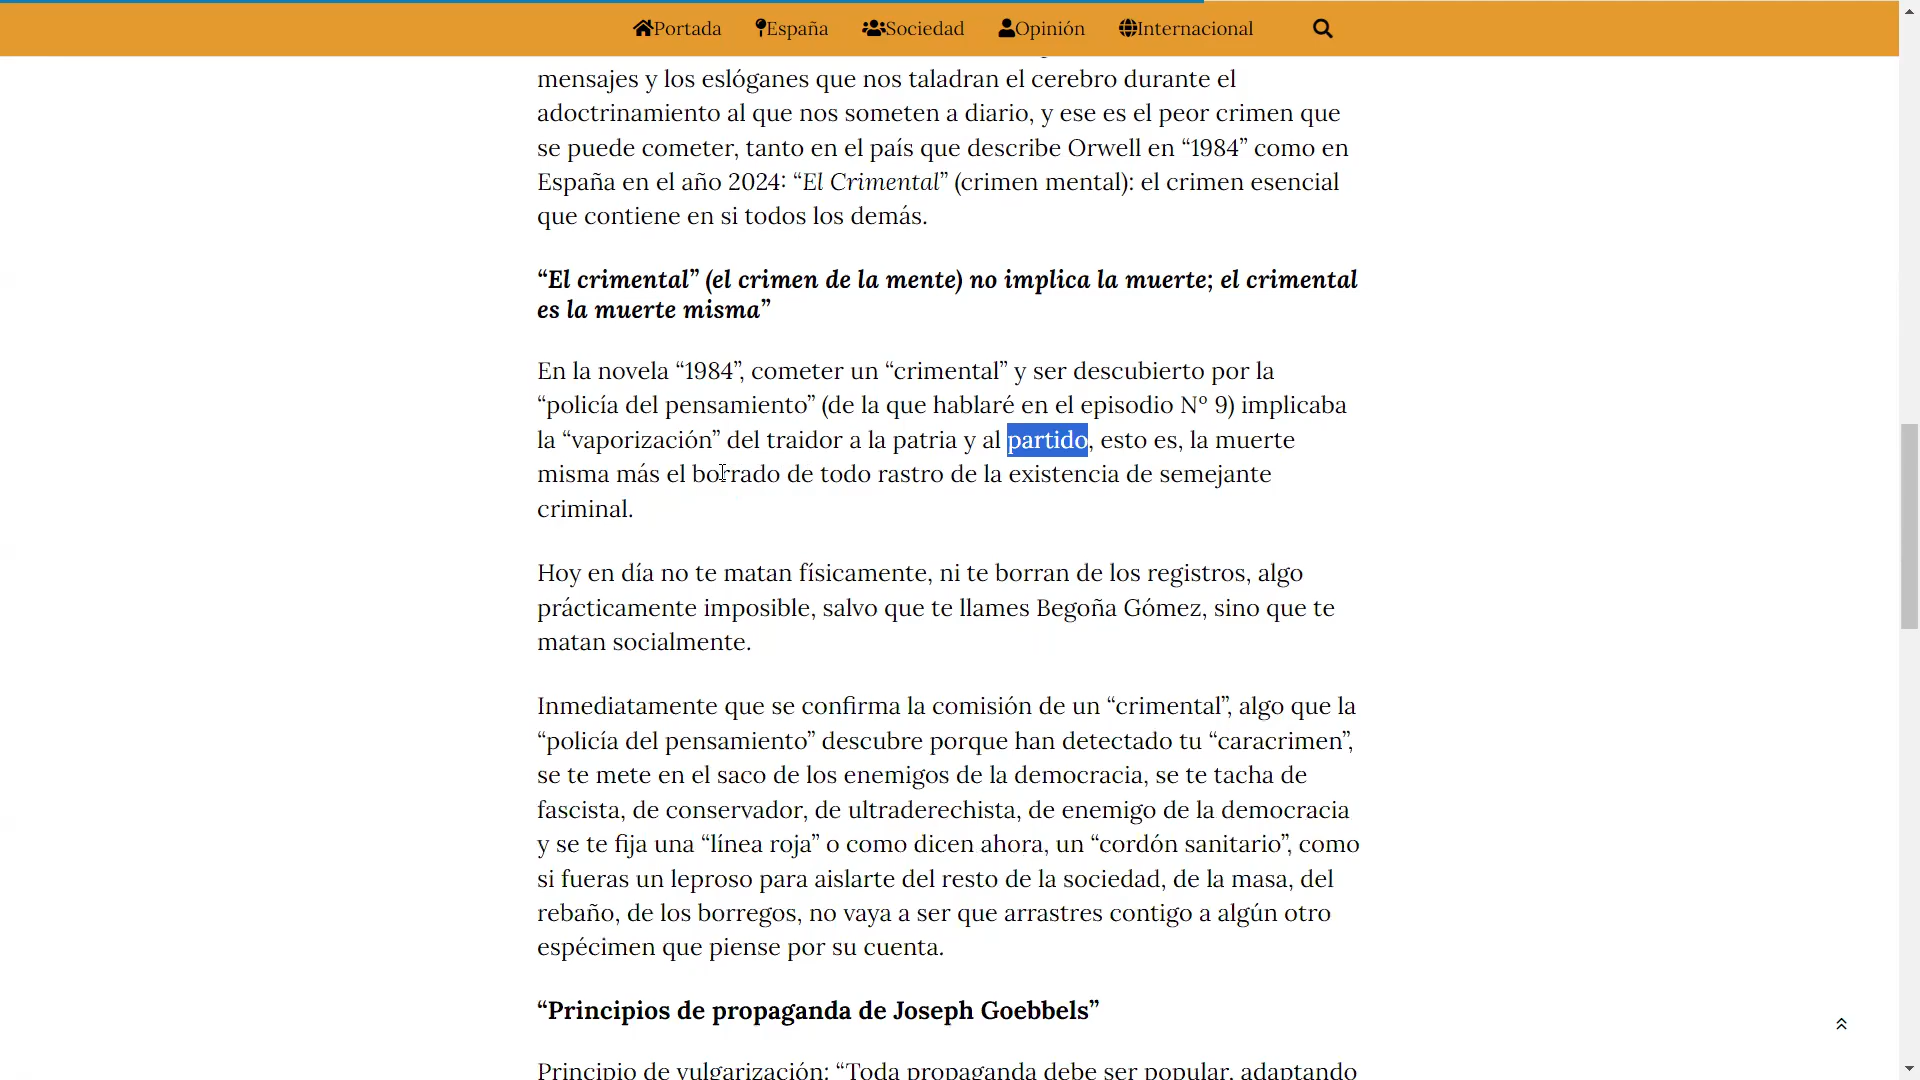 Portada España Sociedad Opinión Internacional
mensajes y los eslóganes que nos taladran el cerebro durante el
adoctrinamiento al que nos someten a diario, y ese es el peor crimen que
se puede cometer, tanto en el país que describe Orwell en “1984” como en
España en el año 2024: “El Crimental” (crimen mental): el crimen esencial
que contiene en si todos los demás.
“El crimental” (el crimen de la mente) no implica la muerte; el crimental
es la muerte misma”
En la novela “1984”, cometer un “crimental” y ser descubierto por la
“policía del pensamiento” (de la que hablaré en el episodio Nº 9) implicaba
la “vaporización” del traidor a la patria y al partido, esto es, la muerte
misma más el borrado de todo rastro de la existencia de semejante
criminal.
Hoy en día no te matan físicamente, ni te borran de los registros, algo
prácticamente imposible, salvo que te llames Begoña Gómez, sino que te
matan socialmente.
Inmediatamente que se confirma la comisión de un “crimental”, algo que la
“policía del pensamiento” descubre porque han detectado tu “caracrimen”,
se te mete en el saco de los enemigos de la democracia, se te tacha de
fascista, de conservador, de ultraderechista, de enemigo de la democracia
y se te fija una “línea roja” o como dicen ahora, un “cordón sanitario”, como
si fueras un leproso para aislarte del resto de la sociedad, de la masa, del
rebaño, de los borregos, no vaya a ser que arrastres contigo a algún otro
espécimen que piense por su cuenta.
“Principios de propaganda de Joseph Goebbels”
Principio de vulgarización: “Toda propaganda debe ser popular, adaptando